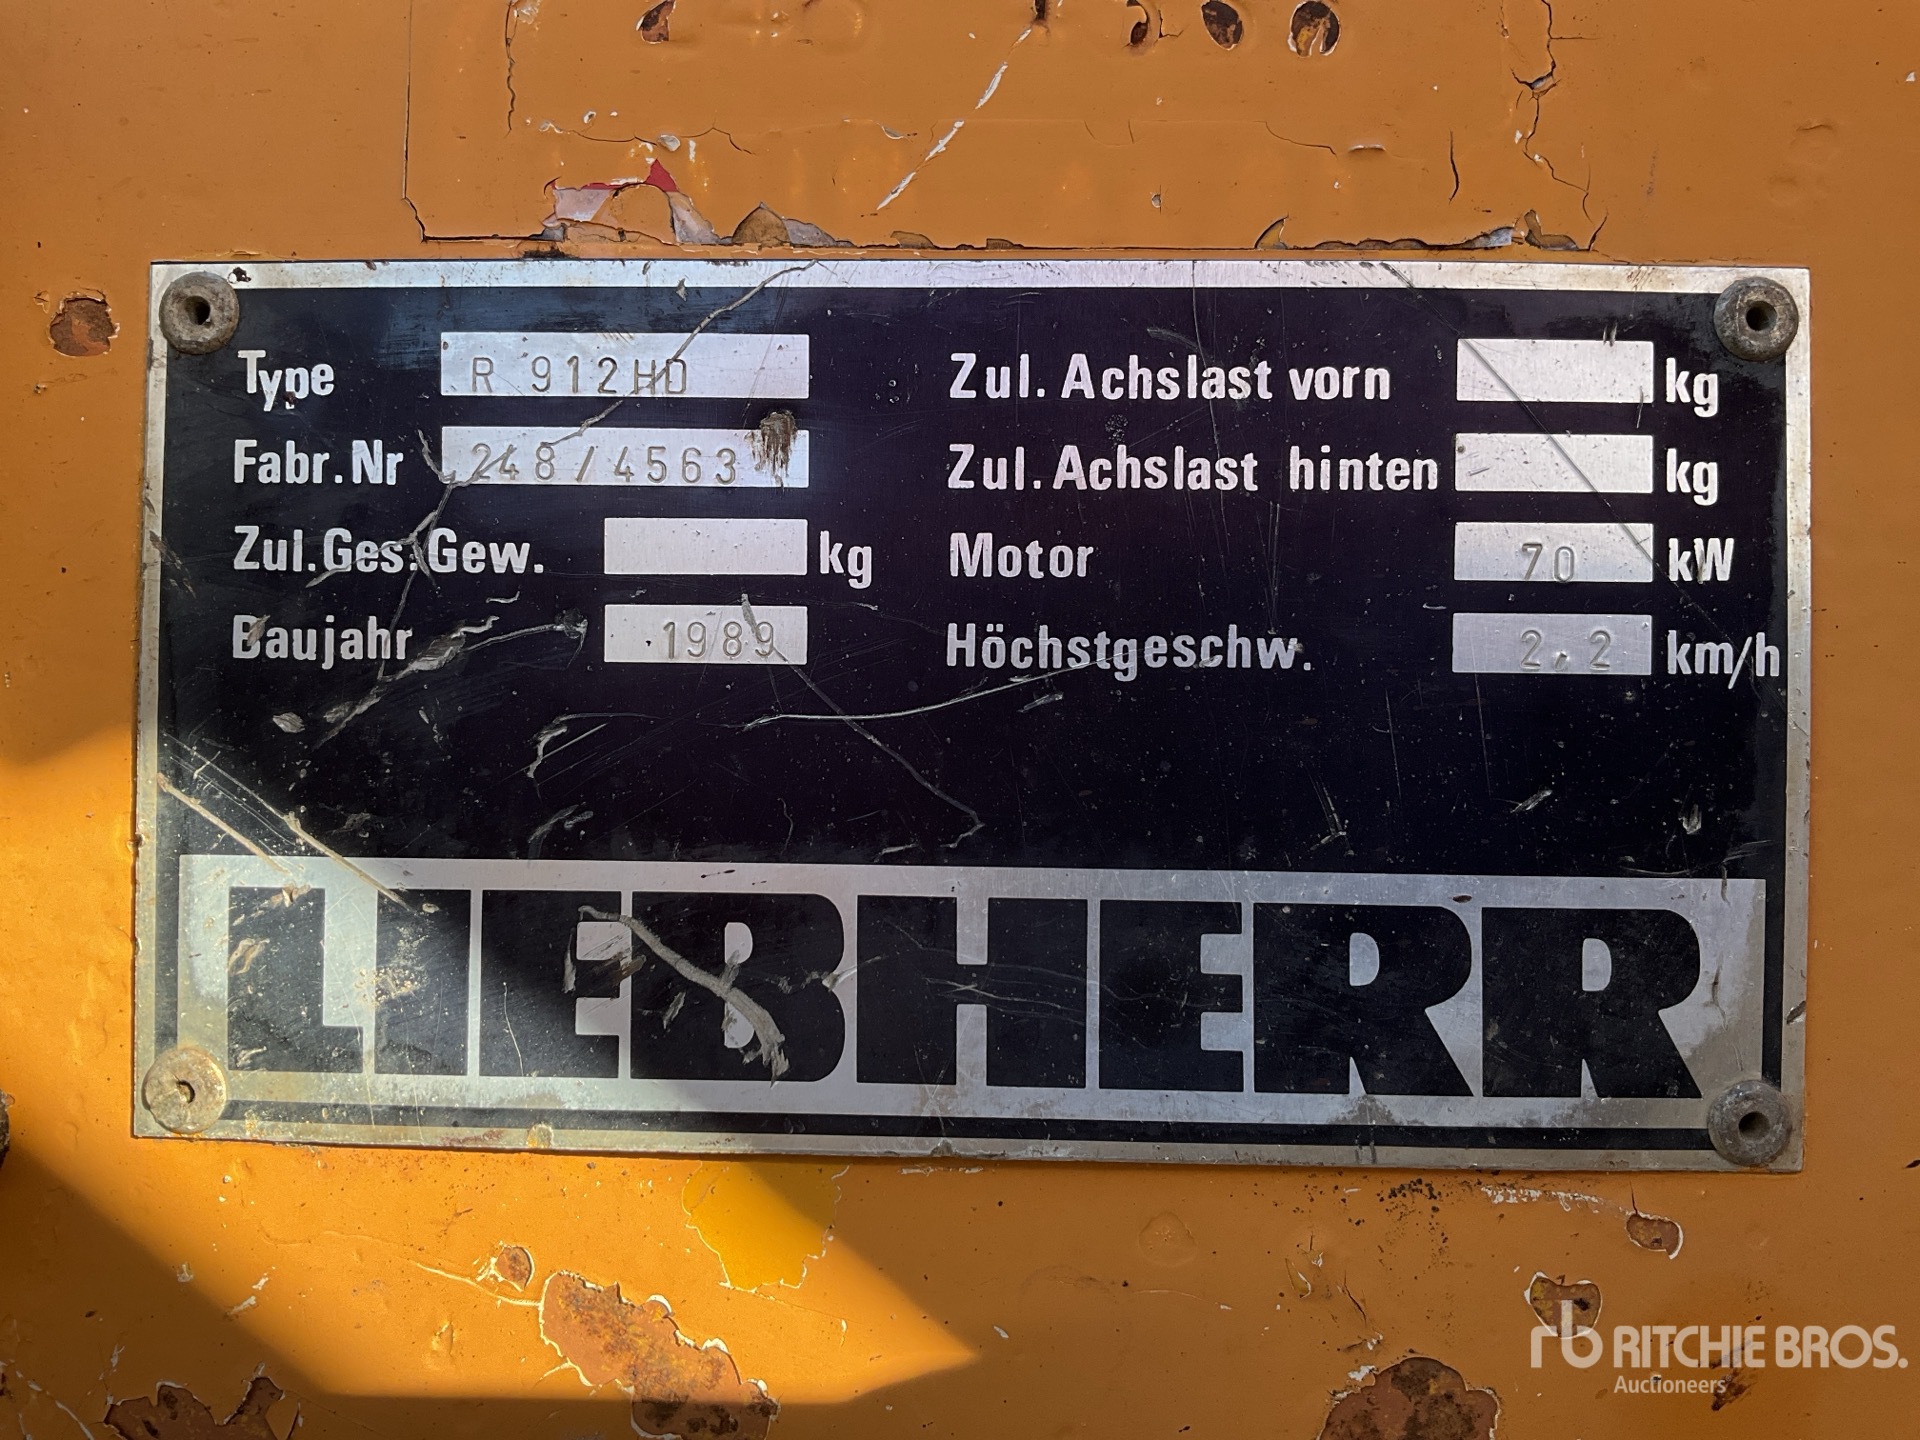 Type R 912HD
Fabr.Nr 248/4563
Zul.Ges.Gew. kg
Baujahr 1989
Zul. Achslast vorn kg
Zul. Achslast hinten kg
Motor 70 kW
Höchstgeschw. 2,2 km/h
LIEBHERR
rb RITCHIE BROS.
Auctioneers